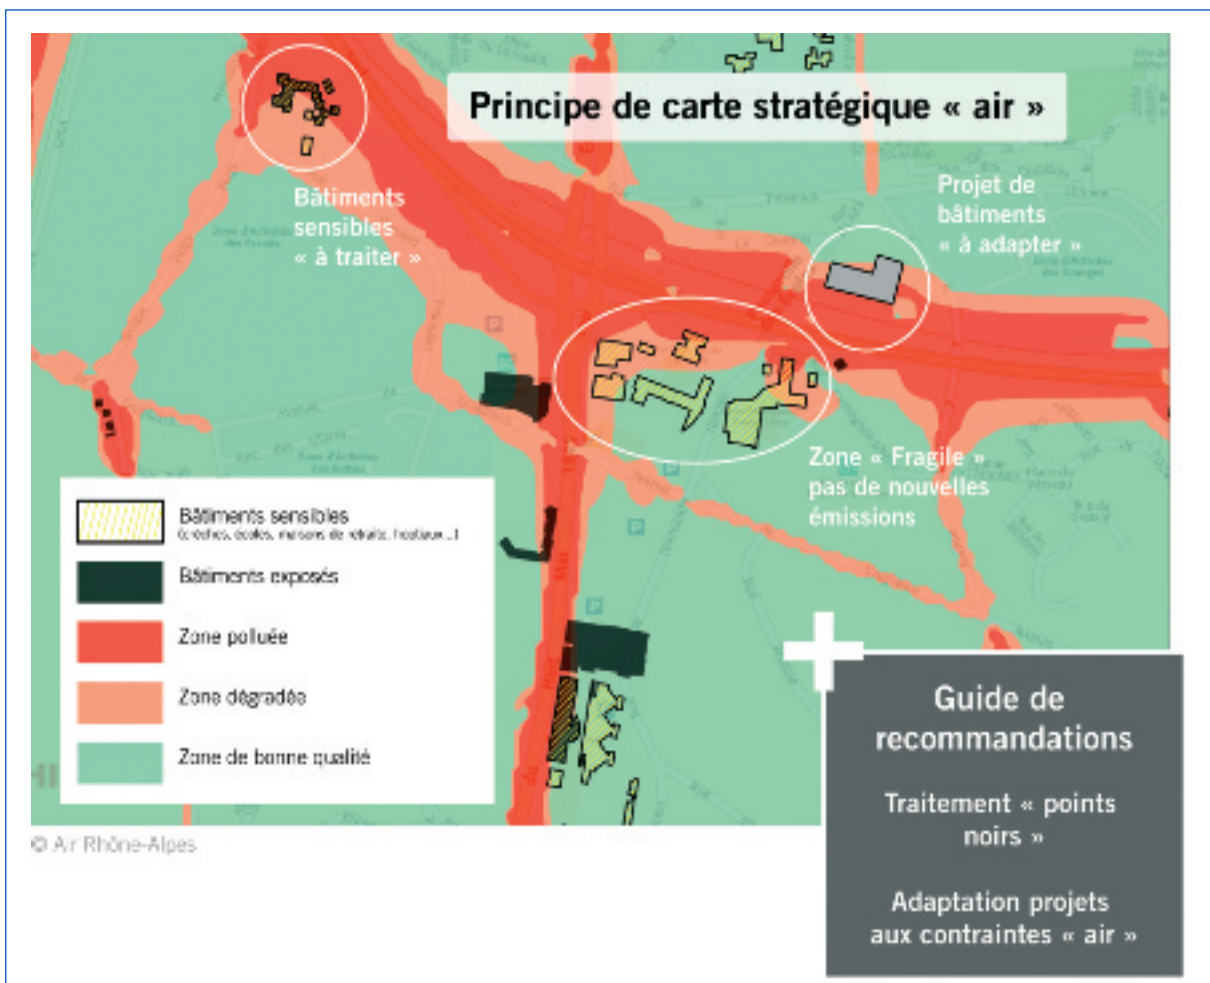 Principe de carte stratégique « air »
Bâtiments
sensibles
« à traiter »
Projet de
bâtiments
« à adapter »
Zone « Fragile »
pas de nouvelles
émissions
Bâtiments sensibles
(crèches, écoles, maisons de retraite, hopitaux...)
Bâtiments exposés
Zone polluée
Zone dégradée
Zone de bonne qualité
© Air Rhône-Alpes
Guide de
recommandations
Traitement « points
noirs »
Adaptation projets
aux contraintes « air »